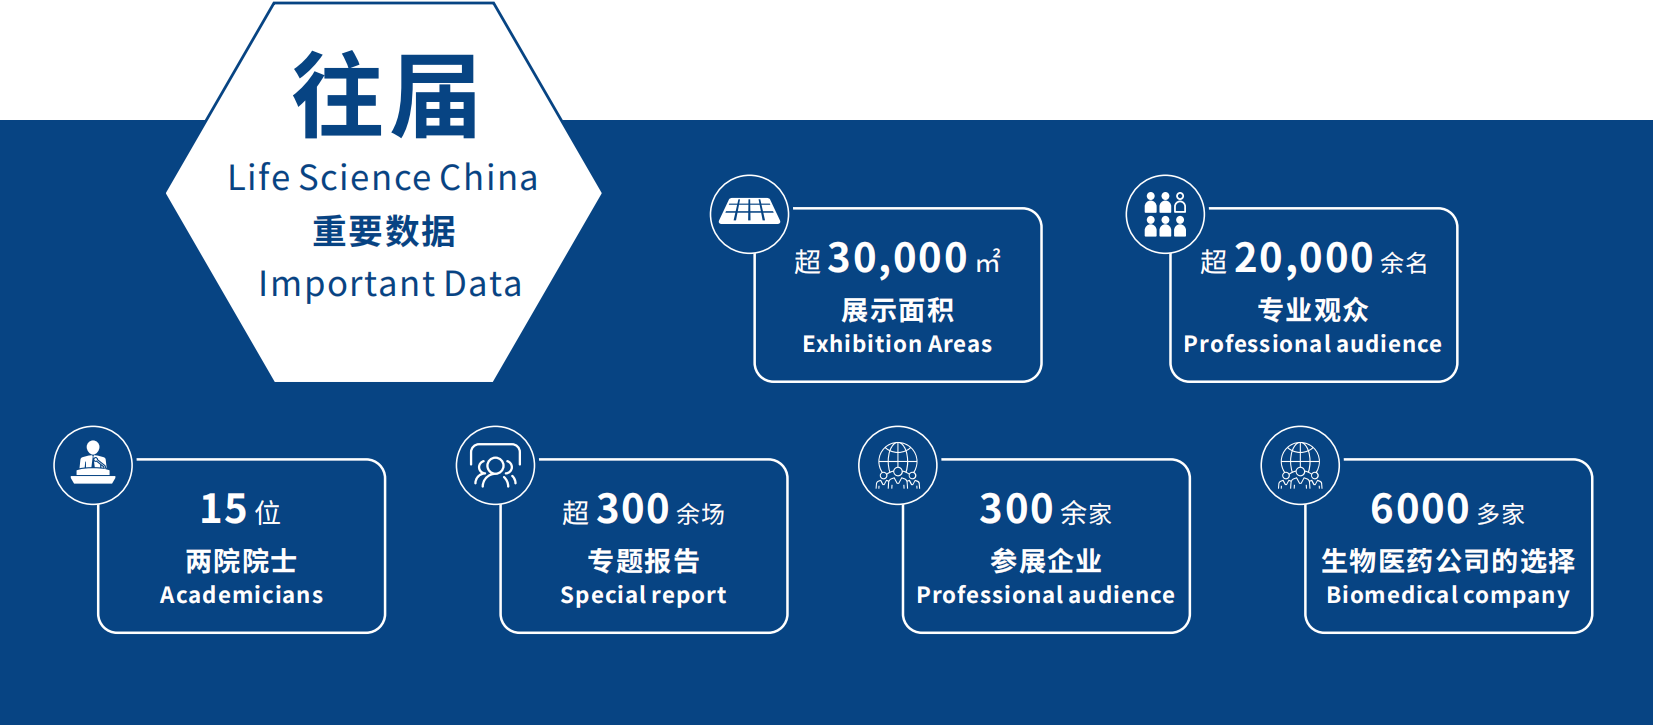 往届
Life Science China
重要数据
Important Data
超 30,000 ㎡
展示面积
Exhibition Areas
超 20,000 余名
专业观众
Professional audience
15 位
两院院士
Academicians
超 300 余场
专题报告
Special report
300 余家
参展企业
Professional audience
6000 多家
生物医药公司的选择
Biomedical company